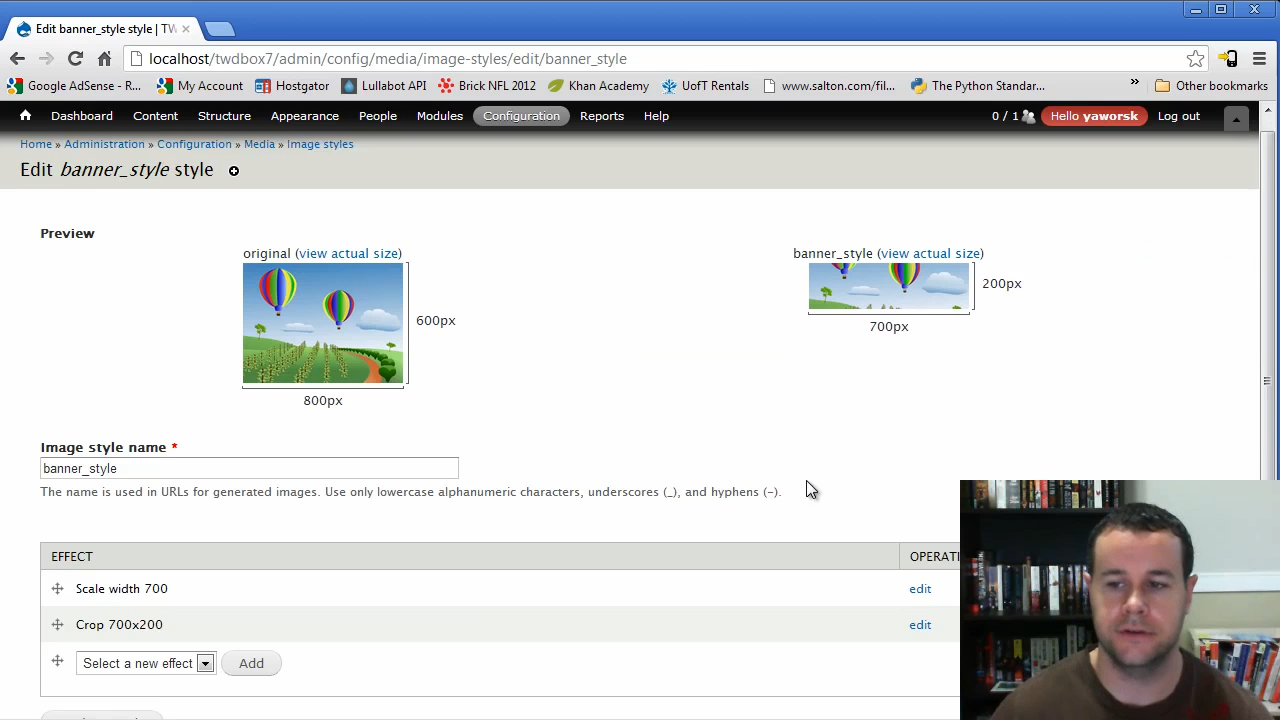 Edit banner_style style | TW
localhost/twdbox7/admin/config/media/image-styles/edit/banner_style
Google AdSense - R... My Account Hostgator Lullabot API Brick NFL 2012 Khan Academy UofT Rentals www.salton.com/fil... The Python Standar... » Other bookmarks
Dashboard Content Structure Appearance People Modules Configuration Reports Help 0 / 1 Hello yaworsk Log out
Home » Administration » Configuration » Media » Image styles
Edit banner_style style
Preview
original (view actual size) banner_style (view actual size)
200px
600px
700px
800px
Image style name *
banner_style
The name is used in URLs for generated images. Use only lowercase alphanumeric characters, underscores (_), and hyphens (-).
EFFECT OPERATI
Scale width 700 edit
Crop 700x200 edit
Select a new effect Add